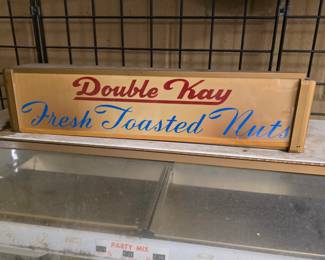 Double Kay
Fresh Toasted Nuts
PARTY MIX